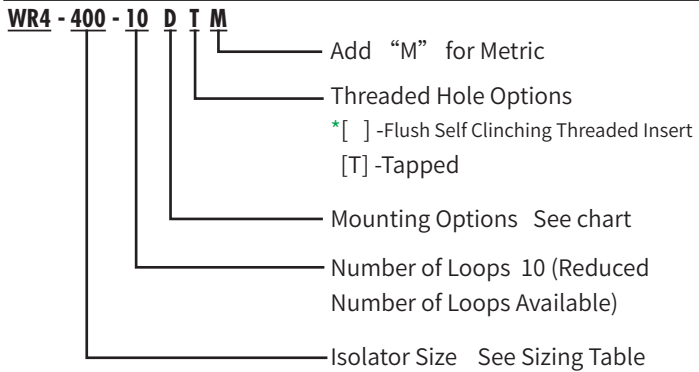 WR4 - 400 - 10 D T M
Add “M” for Metric
Threaded Hole Options
*[ ] -Flush Self Clinching Threaded Insert
[T] -Tapped
Mounting Options See chart
Number of Loops 10 (Reduced
Number of Loops Available)
Isolator Size See Sizing Table